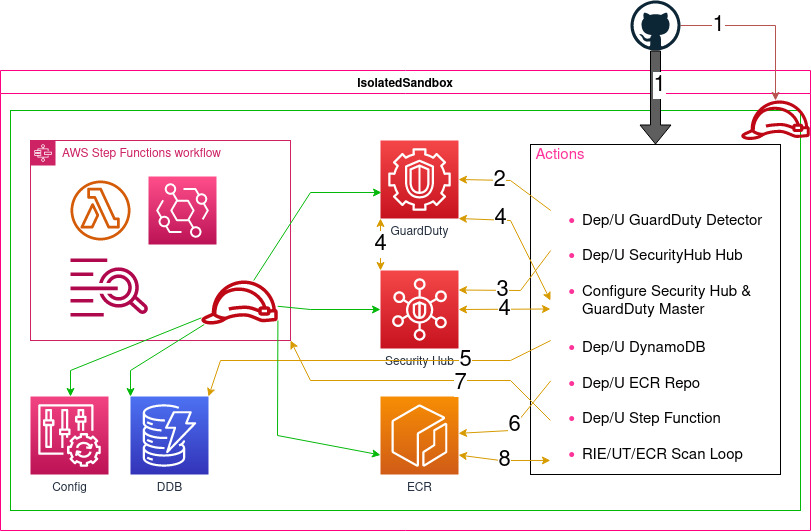 1
IsolatedSandbox
1
AWS Step Functions workflow
Actions
2
Dep/U GuardDuty Detector
4
GuardDuty
4
Dep/U SecurityHub Hub
3
Configure Security Hub &
GuardDuty Master
4
Dep/U DynamoDB
Security Hub
5
7
Dep/U ECR Repo
6
Dep/U Step Function
8
RIE/UT/ECR Scan Loop
Config
DDB
ECR